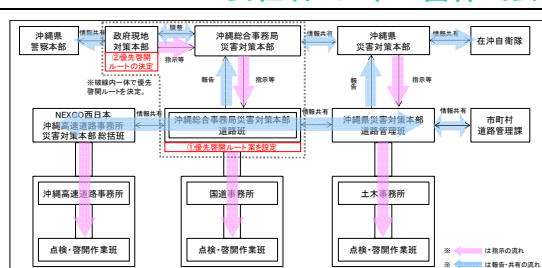 沖縄県
警察本部
政府現地
対策本部
調整
沖縄総合事務局
災害対策本部
情報共有
沖縄県
災害対策本部
情報共有
在沖自衛隊
情報共有
②優先啓開
ルートの決定
指示等
※破線内一体で優先
啓開ルートを決定。
報告
指示等
報告
指示等
NEXCO西日本
沖縄高速道路事務所
災害対策本部総括班
情報共有
沖縄総合事務局災害対策本部
道路班
情報共有
沖縄県災害対策本部
道路管理班
情報共有
市町村
道路管理課
①優先啓開ルート案を設定
沖縄高速道路事務所
国道事務所
土木事務所
点検・啓開作業班
点検・啓開作業班
点検・啓開作業班
※ は指示の流れ
※ は報告・共有の流れ